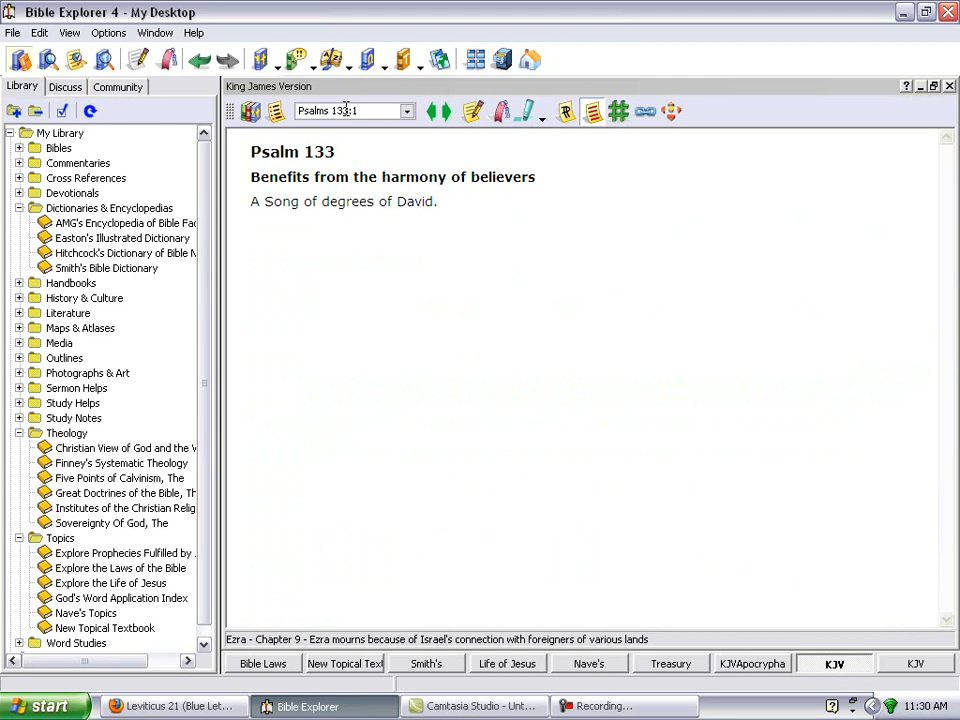 Bible Explorer 4 - My Desktop
File Edit View Options Window Help
Library Discuss Community
King James Version
Psalms 133:1
My Library
Bibles
Commentaries
Cross References
Devotionals
Dictionaries & Encyclopedias
AMG's Encyclopedia of Bible Fac
Easton's Illustrated Dictionary
Hitchcock's Dictionary of Bible N
Smith's Bible Dictionary
Handbooks
History & Culture
Literature
Maps & Atlases
Media
Outlines
Photographs & Art
Sermon Helps
Study Helps
Study Notes
Theology
Christian View of God and the V
Finney's Systematic Theology
Five Points of Calvinism, The
Great Doctrines of the Bible, Th
Institutes of the Christian Relig
Sovereignty Of God, The
Topics
Explore Prophecies Fulfilled by
Explore the Laws of the Bible
Explore the Life of Jesus
God's Word Application Index
Nave's Topics
New Topical Textbook
Word Studies
Psalm 133
Benefits from the harmony of believers
A Song of degrees of David.
Ezra - Chapter 9 - Ezra mourns because of Israel's connection with foreigners of various lands
Bible Laws New Topical Text Smith's Life of Jesus Nave's Treasury KJVApocrypha KJV KJV
start Leviticus 21 (Blue Let... Bible Explorer Camtasia Studio - Unt... Recording... 11:30 AM